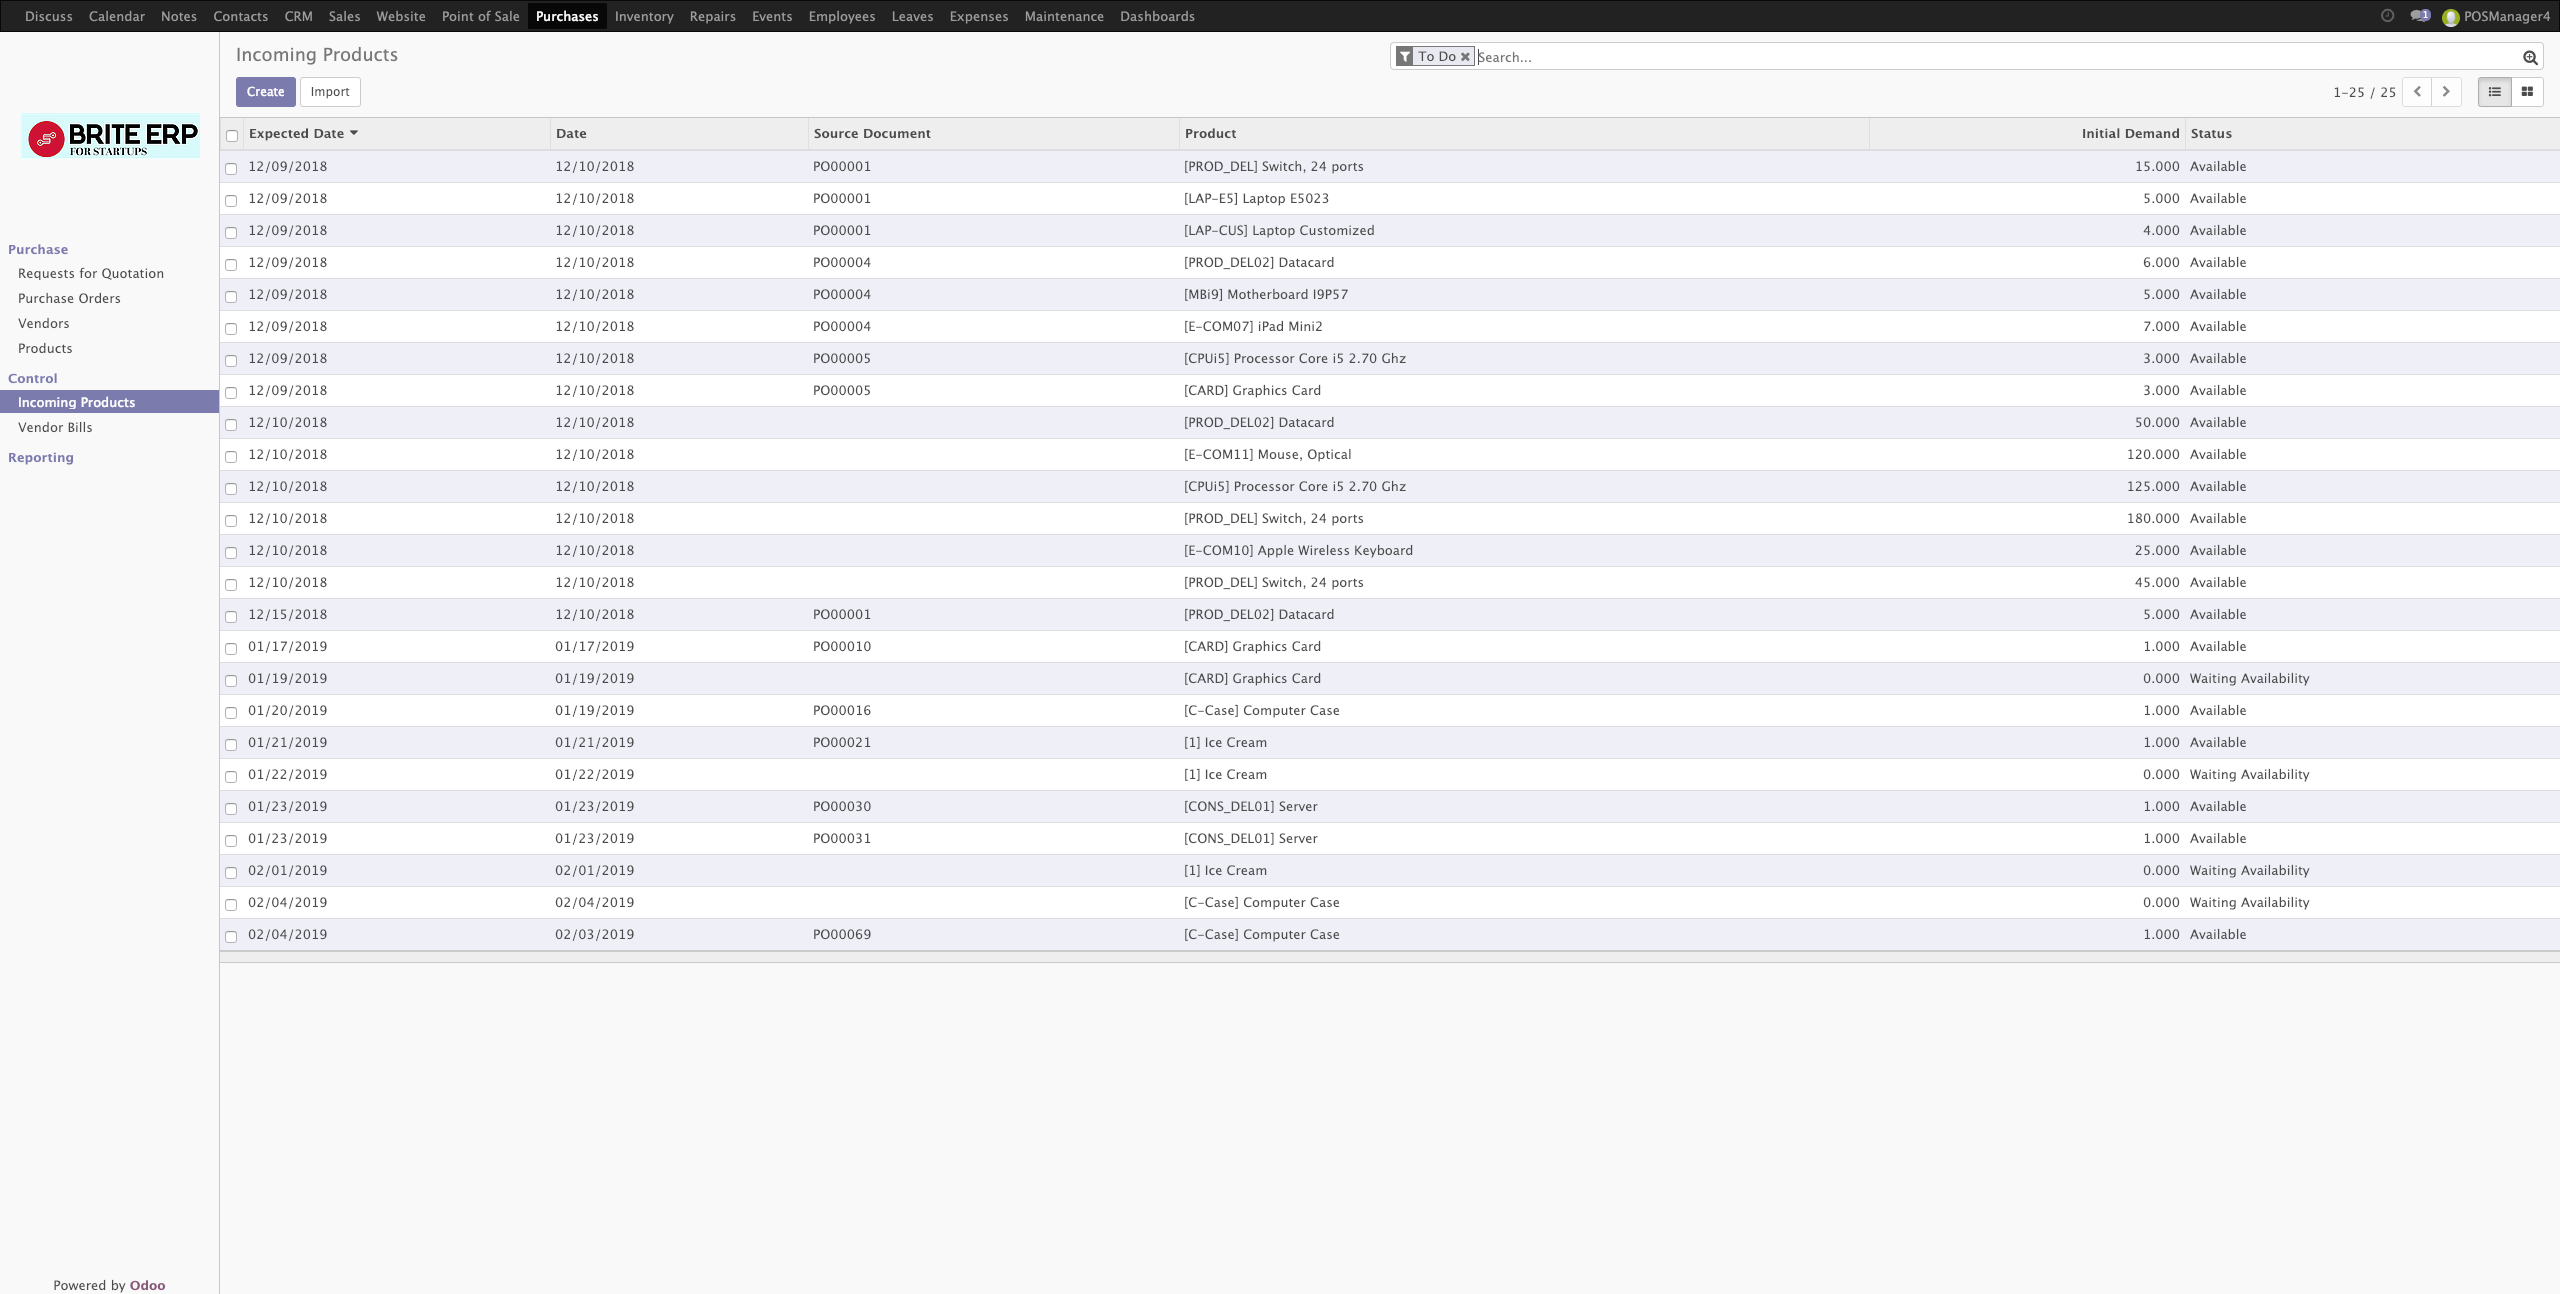 Discuss Calendar Notes Contacts CRM Sales Website Point of Sale Purchases Inventory Repairs Events Employees Leaves Expenses Maintenance Dashboards 1 POSManager4
Incoming Products
To Do Search...
Create Import
1-25 / 25
BRITE ERP
FOR STARTUPS
Purchase
Requests for Quotation
Purchase Orders
Vendors
Products
Control
Incoming Products
Vendor Bills
Reporting
Expected Date Date Source Document Product Initial Demand Status
12/09/2018 12/10/2018 PO00001 [PROD_DEL] Switch, 24 ports 15.000 Available
12/09/2018 12/10/2018 PO00001 [LAP-E5] Laptop E5023 5.000 Available
12/09/2018 12/10/2018 PO00001 [LAP-CUS] Laptop Customized 4.000 Available
12/09/2018 12/10/2018 PO00004 [PROD_DEL02] Datacard 6.000 Available
12/09/2018 12/10/2018 PO00004 [MBi9] Motherboard I9P57 5.000 Available
12/09/2018 12/10/2018 PO00004 [E-COM07] iPad Mini2 7.000 Available
12/09/2018 12/10/2018 PO00005 [CPUi5] Processor Core i5 2.70 Ghz 3.000 Available
12/09/2018 12/10/2018 PO00005 [CARD] Graphics Card 3.000 Available
12/10/2018 12/10/2018 [PROD_DEL02] Datacard 50.000 Available
12/10/2018 12/10/2018 [E-COM11] Mouse, Optical 120.000 Available
12/10/2018 12/10/2018 [CPUi5] Processor Core i5 2.70 Ghz 125.000 Available
12/10/2018 12/10/2018 [PROD_DEL] Switch, 24 ports 180.000 Available
12/10/2018 12/10/2018 [E-COM10] Apple Wireless Keyboard 25.000 Available
12/10/2018 12/10/2018 [PROD_DEL] Switch, 24 ports 45.000 Available
12/15/2018 12/10/2018 PO00001 [PROD_DEL02] Datacard 5.000 Available
01/17/2019 01/17/2019 PO00010 [CARD] Graphics Card 1.000 Available
01/19/2019 01/19/2019 [CARD] Graphics Card 0.000 Waiting Availability
01/20/2019 01/19/2019 PO00016 [C-Case] Computer Case 1.000 Available
01/21/2019 01/21/2019 PO00021 [1] Ice Cream 1.000 Available
01/22/2019 01/22/2019 [1] Ice Cream 0.000 Waiting Availability
01/23/2019 01/23/2019 PO00030 [CONS_DEL01] Server 1.000 Available
01/23/2019 01/23/2019 PO00031 [CONS_DEL01] Server 1.000 Available
02/01/2019 02/01/2019 [1] Ice Cream 0.000 Waiting Availability
02/04/2019 02/04/2019 [C-Case] Computer Case 0.000 Waiting Availability
02/04/2019 02/03/2019 PO00069 [C-Case] Computer Case 1.000 Available
Powered by Odoo